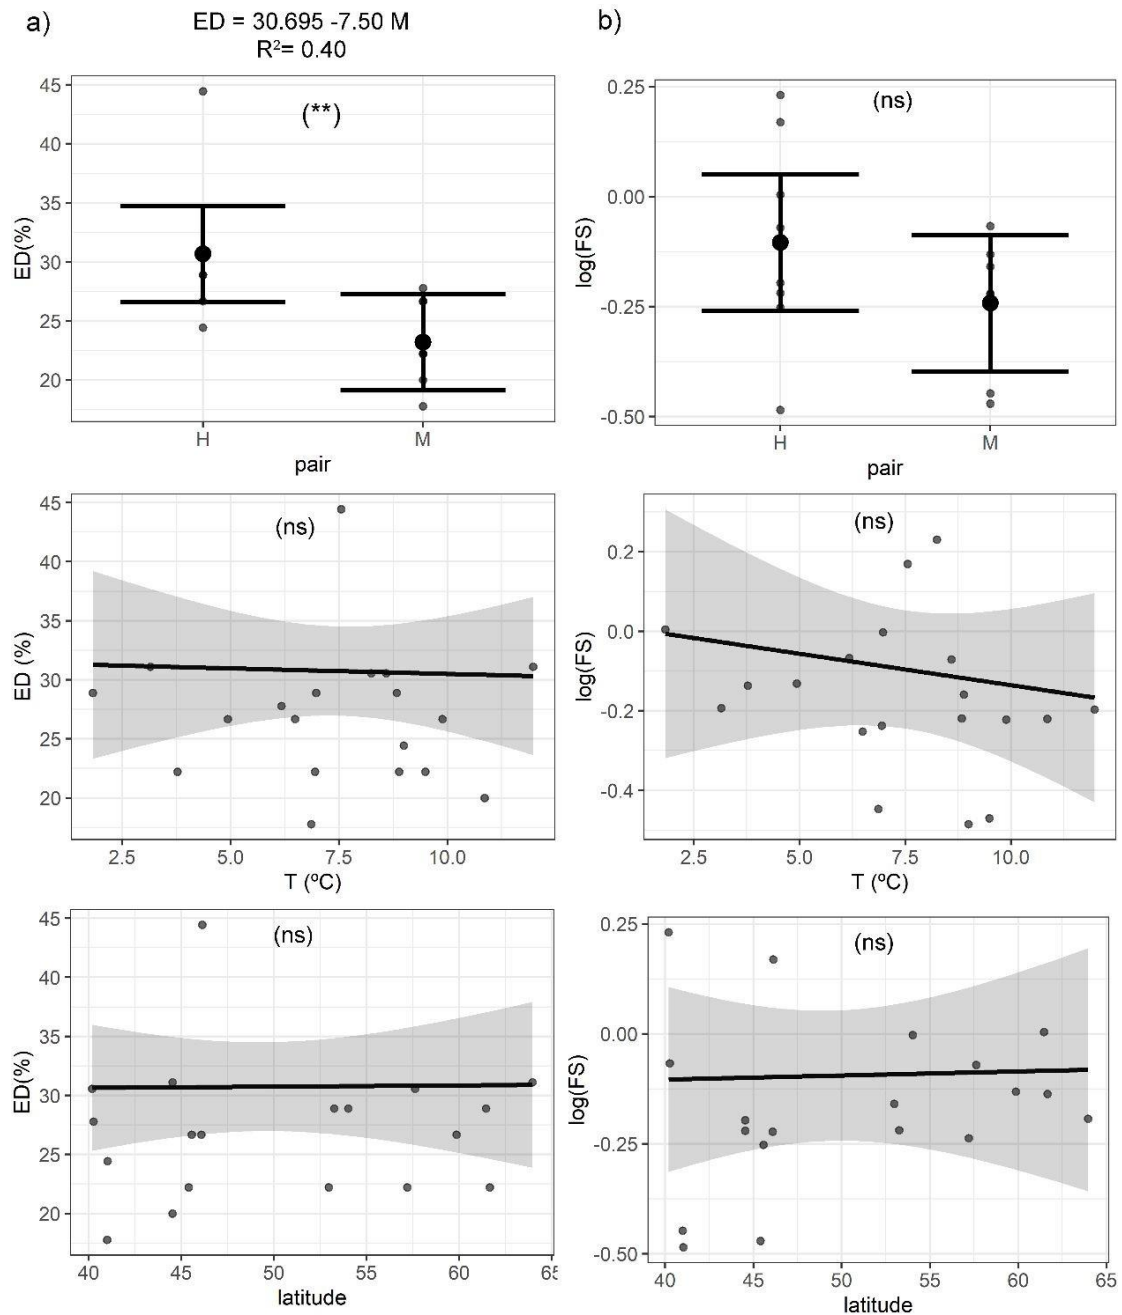 a)
ED = 30.695 -7.50 M
R²= 0.40
(**)
ED(%)
45
40
35
30
25
20
H
M
pair
b)
(ns)
log(FS)
0.25
0.00
-0.25
-0.50
H
M
pair
(ns)
ED (%)
45
40
35
30
25
20
2.5
5.0
7.5
10.0
T (ºC)
(ns)
log(FS)
0.2
0.0
-0.2
-0.4
2.5
5.0
7.5
10.0
T (ºC)
(ns)
ED(%)
45
40
35
30
25
20
40
45
50
55
60
65
latitude
(ns)
log(FS)
0.25
0.00
-0.25
-0.50
40
45
50
55
60
65
latitude